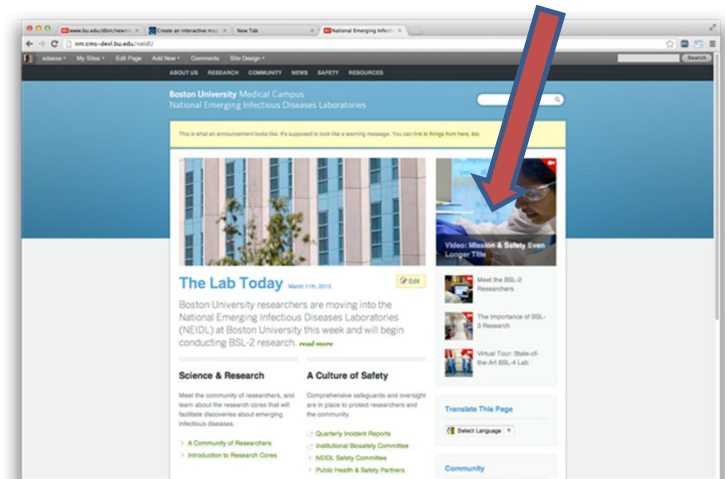 Create an interactive map
New Tab
National Emerging Infecti
nm.cms-devl.bu.edu/neidl/
My Sites
Edit Page
Add New
Comments
Site Design
Search
ABOUT US RESEARCH COMMUNITY NEWS SAFETY RESOURCES
Boston University Medical Campus
National Emerging Infectious Diseases Laboratories
This is what an announcement looks like. It's supposed to look like a warning message. You can link to things from here, too.
Video: Mission & Safety Even
Longer Title
The Lab Today March 11th, 2013
Edit
Boston University researchers are moving into the
National Emerging Infectious Diseases Laboratories
(NEIDL) at Boston University this week and will begin
conducting BSL-2 research. read more
Meet the BSL-2
Researchers
The Importance of BSL-
3 Research
Virtual Tour: State-of-
the-Art BSL-4 Lab
Science & Research
Meet the community of researchers, and
learn about the research cores that will
facilitate discoveries about emerging
infectious diseases.
> A Community of Researchers
> Introduction to Research Cores
A Culture of Safety
Comprehensive safeguards and oversight
are in place to protect researchers and
the community.
Quarterly Incident Reports
Institutional Biosafety Committee
> NEIDL Safety Committee
> Public Health & Safety Partners
Translate This Page
Select Language
Community